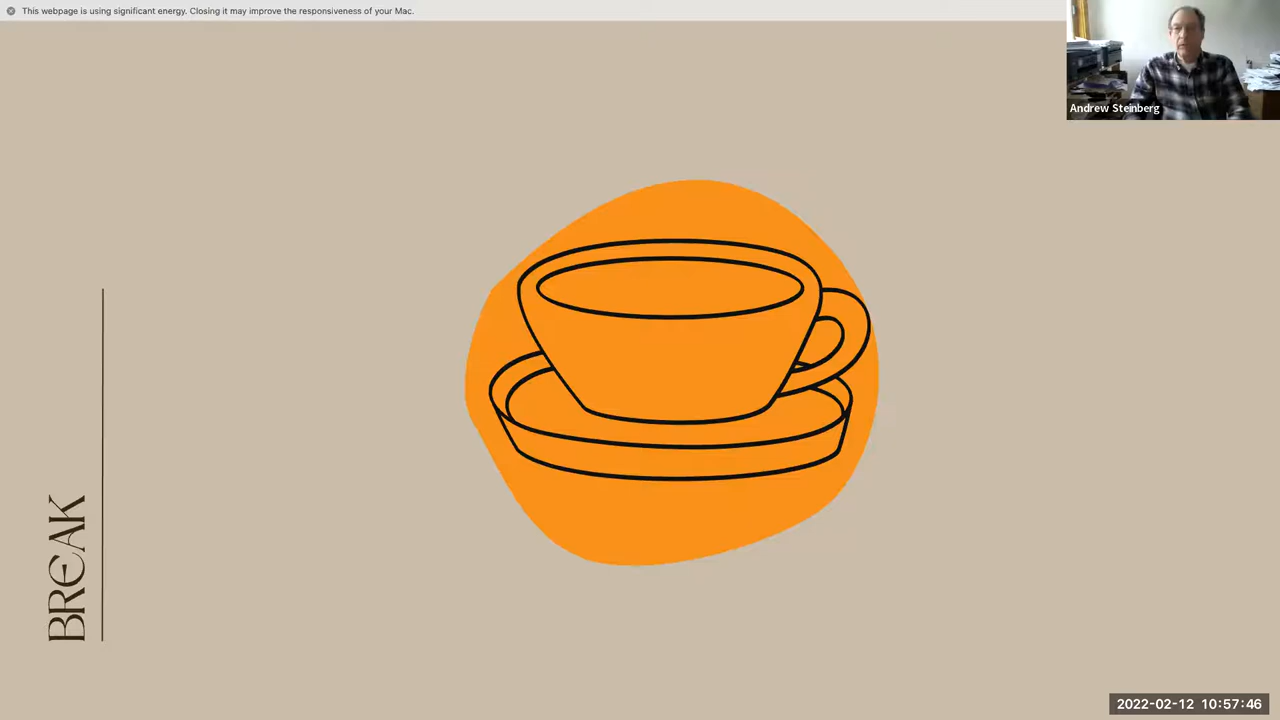 This webpage is using significant energy. Closing it may improve the responsiveness of your Mac.
Andrew Steinberg
BREAK
2022-02-12 10:57:46